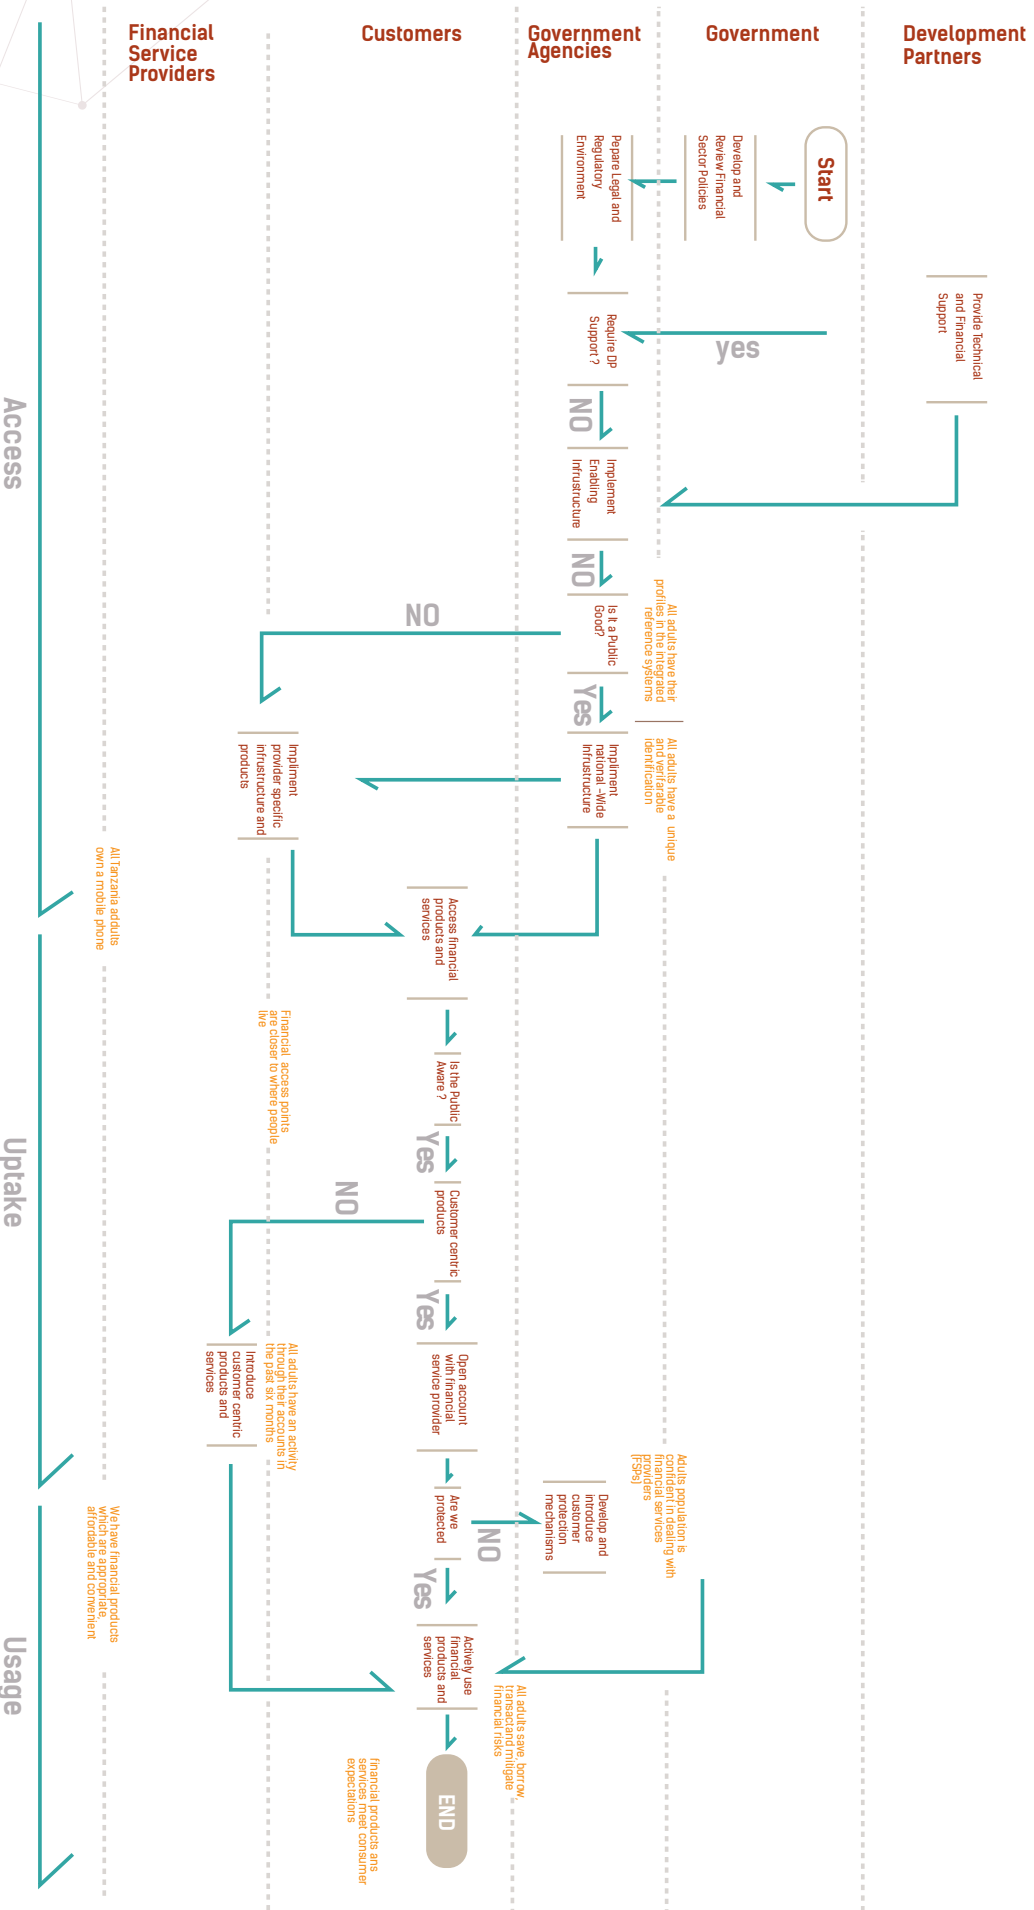 Financial
Service
Providers
Customers
Government
Agencies
Government
Development
Partners
Start
Develop and
Review Financial
Sector Policies
Pepare Legal and
Regulatory
Environment
Provide Technical
and Financial
Support
yes
Require DP
Support ?
NO
Implement
Enabling
Infrustructure
NO
Is It a Public
Good?
NO
Yes
All adults have their
profiles in the integrated
reference systems
All adults have a unique
and verifarable
identification
Impliment
national -Wide
Infrustructure
Impliment
provider specific
infrustructure and
products
Access
All Tanzania addults
own a mobile phone
Access financial
products and
services
Financial access points
are closer to where people
live
Is the Public
Aware ?
Yes
Customer centric
products
NO
Yes
Uptake
Introduce
customer centric
products and
services
All adults have an activity
through their accounts in
the past six months
Open account
with financial
service provider
Are we
protected
NO
Yes
Develop and
introduce
customer
protection
mechanisms
Adults population is
confident in dealing with
financial services
providers
(FSPs)
We have financial products
which are appropriate,
affordable and convenient
Usage
Actively use
financial
products and
services
All adults save, borrow,
transactand mitigate
financial risks
END
financial products ans
services meet consumer
expectations